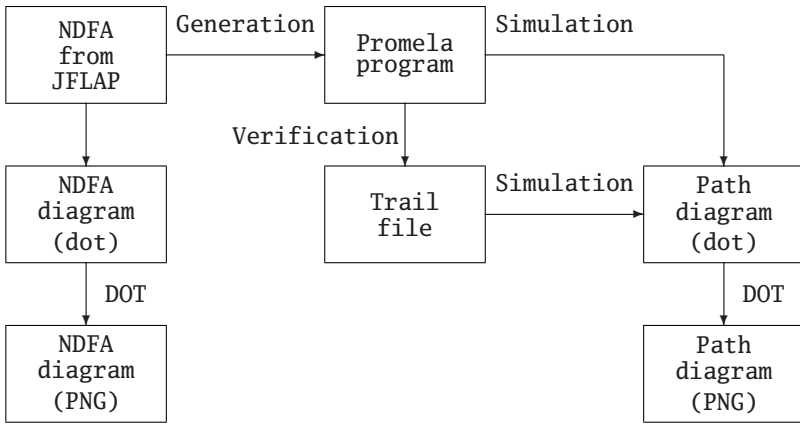 NDFA
from
JFLAP
Generation
Promela
program
Simulation
Verification
NDFA
diagram
(dot)
Trail
file
Simulation
Path
diagram
(dot)
DOT
DOT
NDFA
diagram
(PNG)
Path
diagram
(PNG)